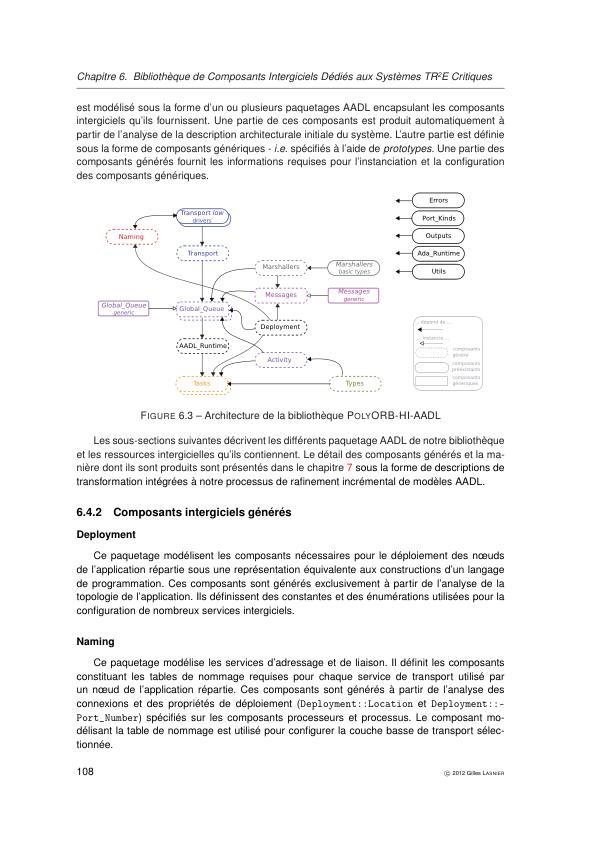 Chapitre 6. Bibliothèque de Composants Intergiciels Dédiés aux Systèmes TR²E Critiques
est modélisé sous la forme d'un ou plusieurs paquetages AADL encapsulant les composants
intergiciels qu'ils fournissent. Une partie de ces composants est produit automatiquement à
partir de l'analyse de la description architecturale initiale du système. L'autre partie est définie
sous la forme de composants génériques - i.e. spécifiés à l'aide de prototypes. Une partie des
composants générés fournit les informations requises pour l'instanciation et la configuration
des composants génériques.
Transport low
drivers
Naming
Transport
Marshallers
Marshallers
basic types
Messages
Messages
generic
Global_Queue
generic
Global_Queue
Deployment
AADL_Runtime
Activity
Tasks
Types
Errors
Port_Kinds
Outputs
Ada_Runtime
Utils
dépend de ...
instancie ...
composants
généré
composants
préexistants
composants
génériques
FIGURE 6.3 – Architecture de la bibliothèque POLYORB-HI-AADL
Les sous-sections suivantes décrivent les différents paquetage AADL de notre bibliothèque
et les ressources intergicielles qu'ils contiennent. Le détail des composants générés et la ma-
nière dont ils sont produits sont présentés dans le chapitre 7 sous la forme de descriptions de
transformation intégrées à notre processus de rafinement incrémental de modèles AADL.
6.4.2 Composants intergiciels générés
Deployment
Ce paquetage modélisent les composants nécessaires pour le déploiement des nœuds
de l'application répartie sous une représentation équivalente aux constructions d'un langage
de programmation. Ces composants sont générés exclusivement à partir de l'analyse de la
topologie de l'application. Ils définissent des constantes et des énumérations utilisées pour la
configuration de nombreux services intergiciels.
Naming
Ce paquetage modélise les services d'adressage et de liaison. Il définit les composants
constituant les tables de nommage requises pour chaque service de transport utilisé par
un nœud de l'application répartie. Ces composants sont générés à partir de l'analyse des
connexions et des propriétés de déploiement (Deployment::Location et Deployment::-
Port_Number) spécifiés sur les composants processeurs et processus. Le composant mo-
délisant la table de nommage est utilisé pour configurer la couche basse de transport sélec-
tionnée.
108
© 2012 Gilles LASNIER